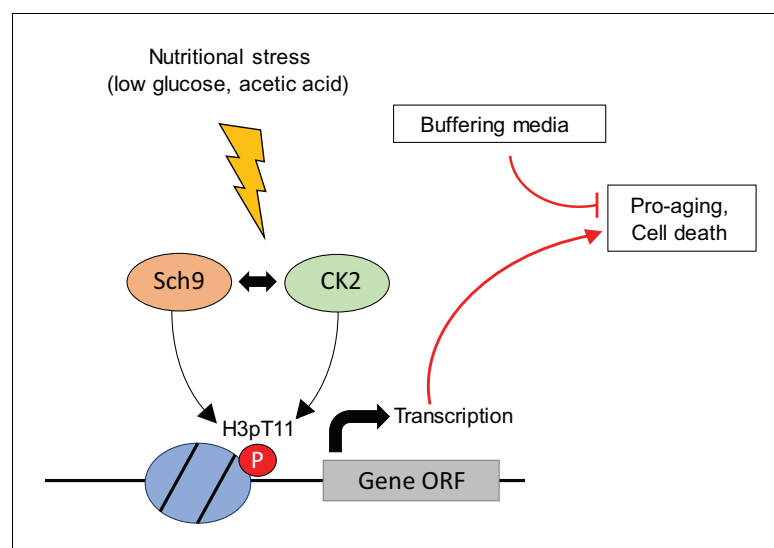 Nutritional stress
(low glucose, acetic acid)
Buffering media
Pro-aging,
Cell death
Sch9
CK2
H3pT11
Transcription
P
Gene ORF